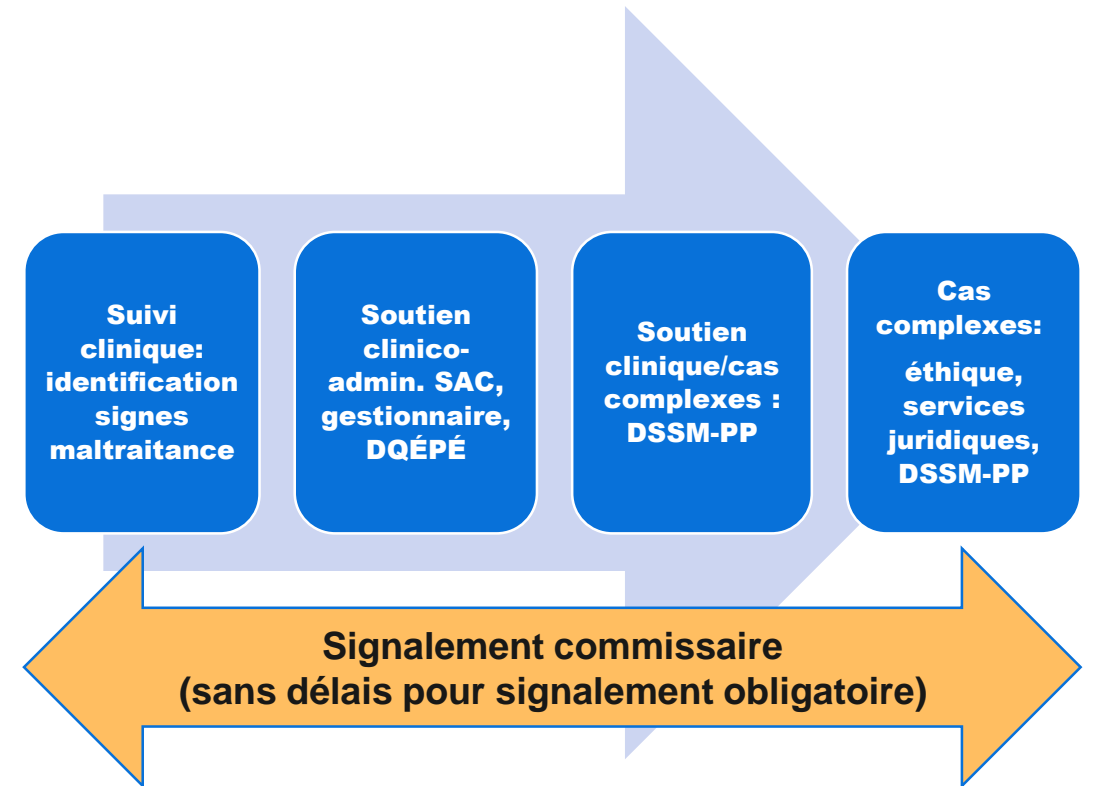 Suivi
clinique:
identification
signes
maltraitance
Soutien
clinico-
admin. SAC,
gestionnaire,
DQÉPÉ
Soutien
clinique/cas
complexes :
DSSM-PP
Cas
complexes:
éthique,
services
juridiques,
DSSM-PP
Signalement commissaire
(sans délais pour signalement obligatoire)